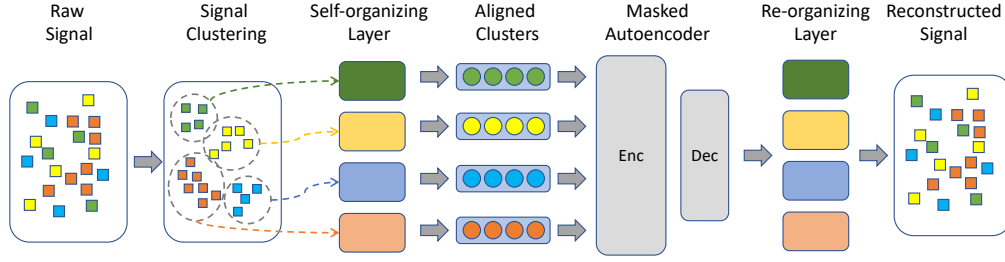 Raw
Signal
Signal
Clustering
Self-organizing
Layer
Aligned
Clusters
Masked
Autoencoder
Re-organizing
Layer
Reconstructed
Signal
Enc
Dec